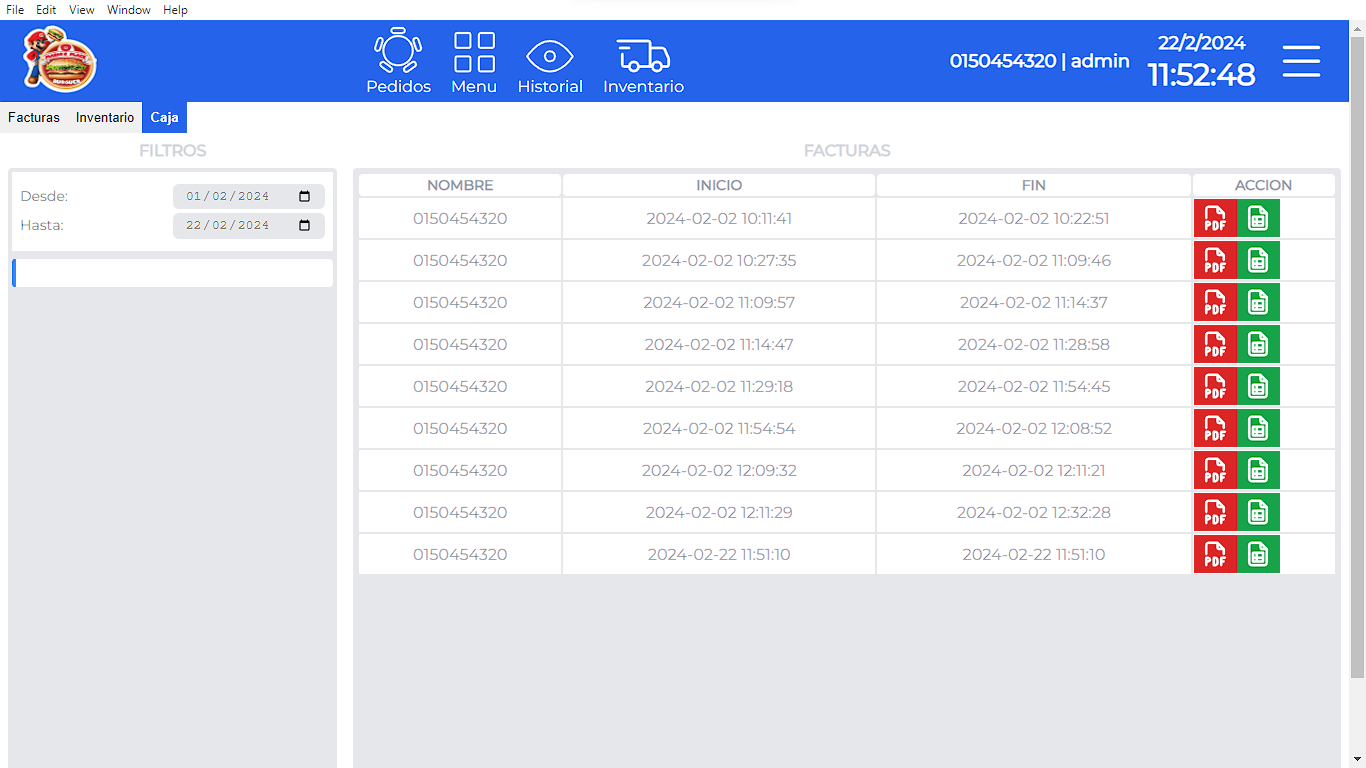 File Edit View Window Help
Pedidos Menu Historial Inventario
0150454320 | admin
22/2/2024
11:52:48
Facturas Inventario Caja
FILTROS
Desde: 01/02/2024
Hasta: 22/02/2024
FACTURAS
NOMBRE INICIO FIN ACCION
0150454320 2024-02-02 10:11:41 2024-02-02 10:22:51 PDF
0150454320 2024-02-02 10:27:35 2024-02-02 11:09:46 PDF
0150454320 2024-02-02 11:09:57 2024-02-02 11:14:37 PDF
0150454320 2024-02-02 11:14:47 2024-02-02 11:28:58 PDF
0150454320 2024-02-02 11:29:18 2024-02-02 11:54:45 PDF
0150454320 2024-02-02 11:54:54 2024-02-02 12:08:52 PDF
0150454320 2024-02-02 12:09:32 2024-02-02 12:11:21 PDF
0150454320 2024-02-02 12:11:29 2024-02-02 12:32:28 PDF
0150454320 2024-02-22 11:51:10 2024-02-22 11:51:10 PDF